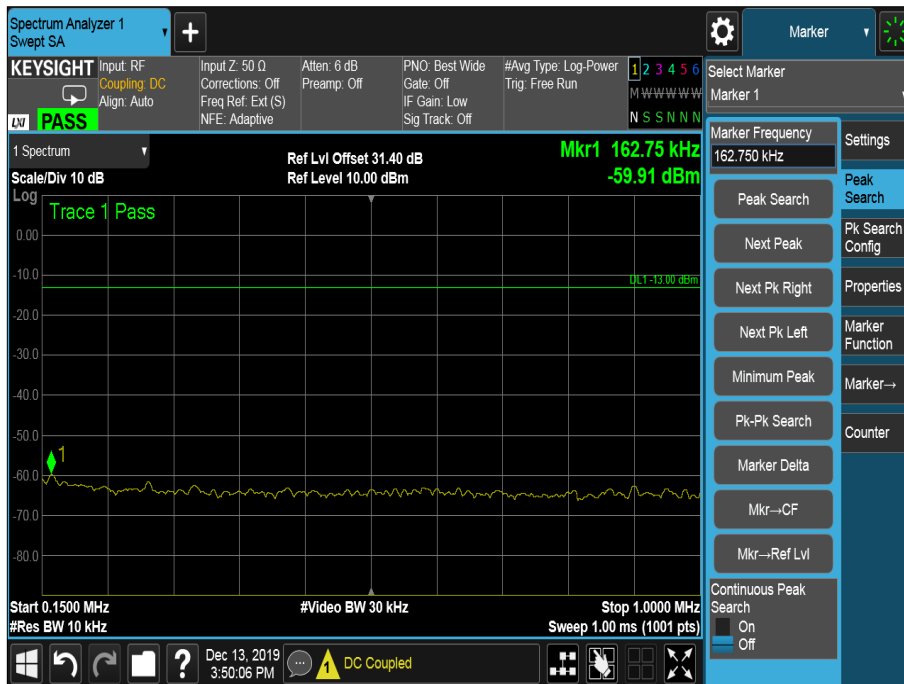 Spectrum Analyzer 1
Swept SA
Marker
KEYSIGHT
Input: RF
Coupling: DC
Align: Auto
Input Z: 50 Ω
Corrections: Off
Freq Ref: Ext (S)
NFE: Adaptive
Atten: 6 dB
Preamp: Off
PNO: Best Wide
Gate: Off
IF Gain: Low
Sig Track: Off
#Avg Type: Log-Power
Trig: Free Run
1 2 3 4 5 6
M W W W W W
N S S N N N
LXI PASS
Select Marker
Marker 1
1 Spectrum
Scale/Div 10 dB
Ref Lvl Offset 31.40 dB
Ref Level 10.00 dBm
Mkr1 162.75 kHz
-59.91 dBm
Log
Trace 1 Pass
0.00
-10.0
DL1 -13.00 dBm
-20.0
-30.0
-40.0
-50.0
1
-60.0
-70.0
-80.0
Start 0.1500 MHz
#Video BW 30 kHz
Stop 1.0000 MHz
#Res BW 10 kHz
Sweep 1.00 ms (1001 pts)
Marker Frequency
162.750 kHz
Peak Search
Next Peak
Next Pk Right
Next Pk Left
Minimum Peak
Pk-Pk Search
Marker Delta
Mkr→CF
Mkr→Ref Lvl
Continuous Peak
Search
On
Off
Settings
Peak
Search
Pk Search
Config
Properties
Marker
Function
Marker→
Counter
?
Dec 13, 2019
3:50:06 PM
1
DC Coupled